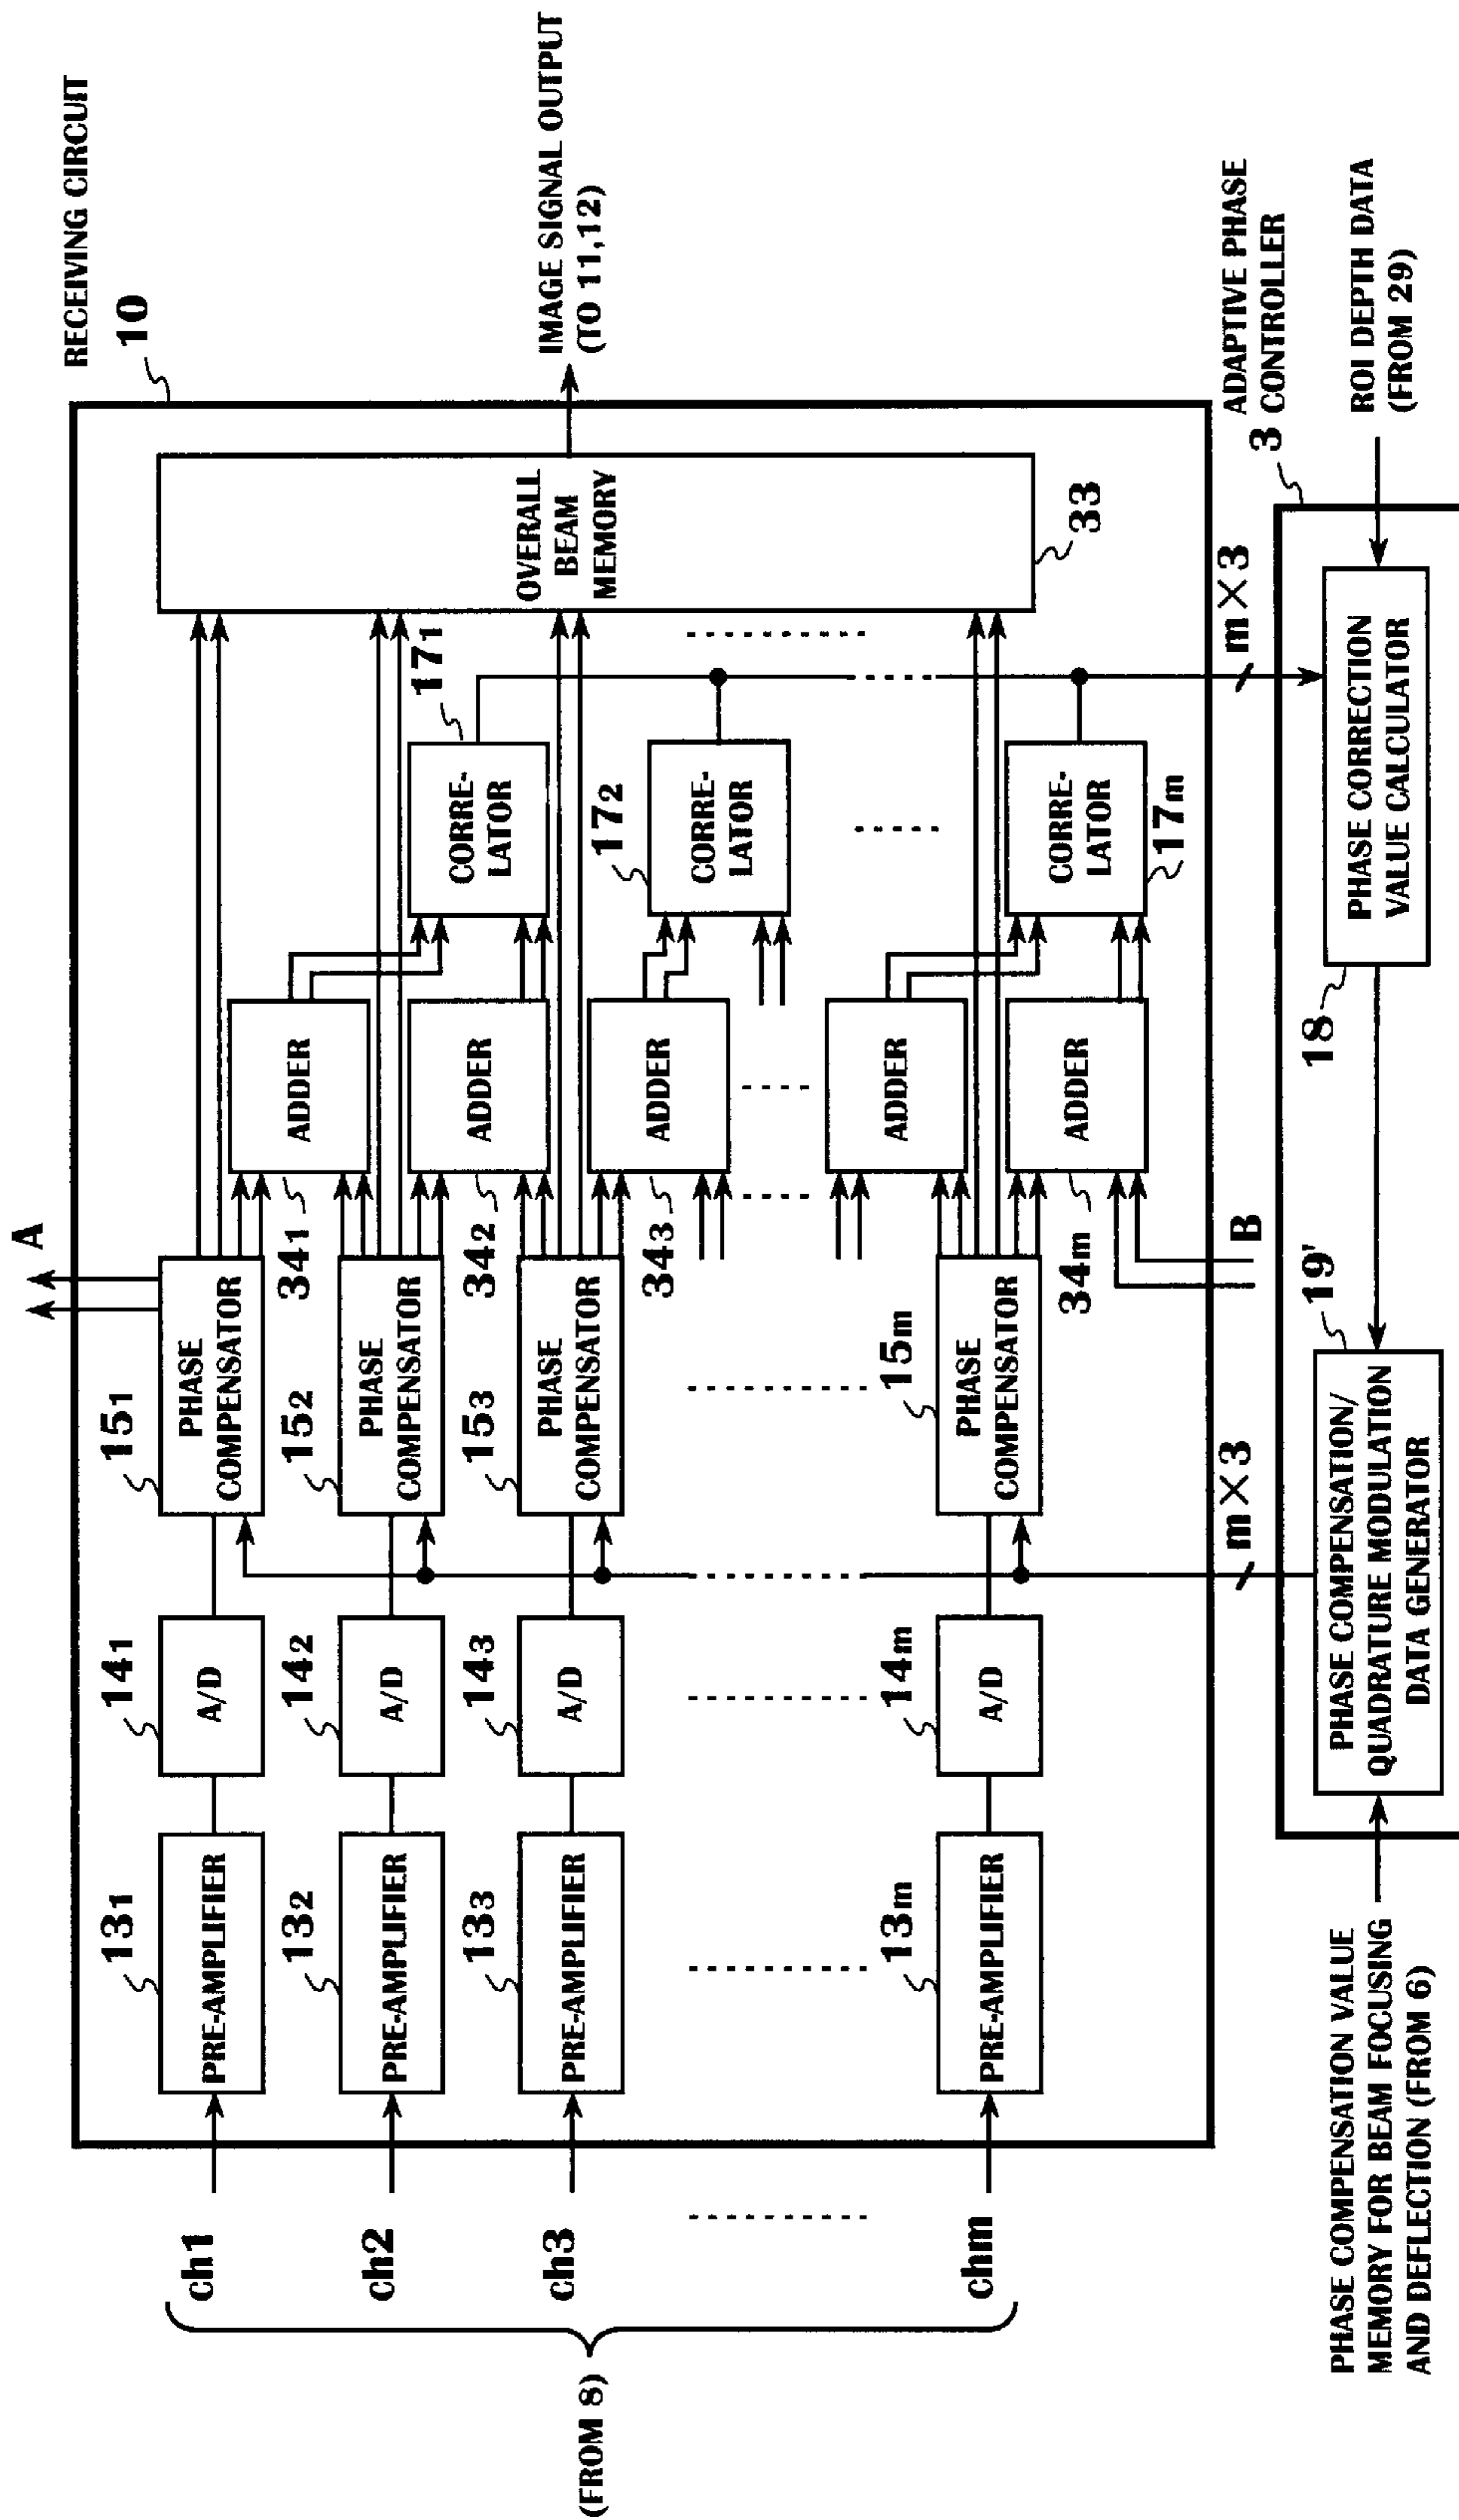 RECEIVING CIRCUIT
10
A
(FROM 8)
ch1
13₁
PRE-AMPLIFIER
14₁
A/D
15₁
PHASE
COMPENSATOR
34₁
ADDER
17₁
CORRE-
LATOR
OVERALL
BEAM
MEMORY
33
IMAGE SIGNAL OUTPUT
(TO 11,12)
ch2
13₂
PRE-AMPLIFIER
14₂
A/D
15₂
PHASE
COMPENSATOR
34₂
ADDER
17₂
CORRE-
LATOR
ch3
13₃
PRE-AMPLIFIER
14₃
A/D
15₃
PHASE
COMPENSATOR
34₃
ADDER
ADDER
chm
13m
PRE-AMPLIFIER
14m
A/D
15m
PHASE
COMPENSATOR
34m
ADDER
17m
CORRE-
LATOR
B
m×3
m×3
ADAPTIVE PHASE
3 CONTROLLER
PHASE COMPENSATION VALUE
MEMORY FOR BEAM FOCUSING
AND DEFLECTION (FROM 6)
19'
PHASE COMPENSATION/
QUADRATURE MODULATION
DATA GENERATOR
18
PHASE CORRECTION
VALUE CALCULATOR
ROI DEPTH DATA
(FROM 29)